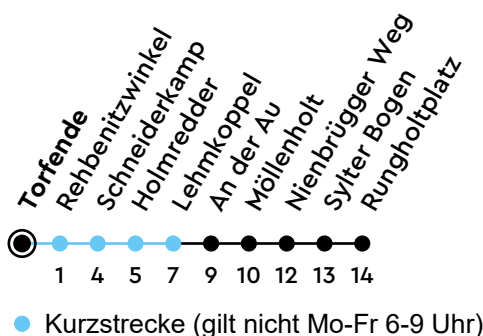 Torfende
Rehbenitzwinkel
Schneiderkamp
Holmredder
Lehmkoppel
An der Au
Möllenholt
Nienbrügger Weg
Sylter Bogen
Rungholtplatz
1 4 5 7 9 10 12 13 14
Kurzstrecke (gilt nicht Mo-Fr 6-9 Uhr)